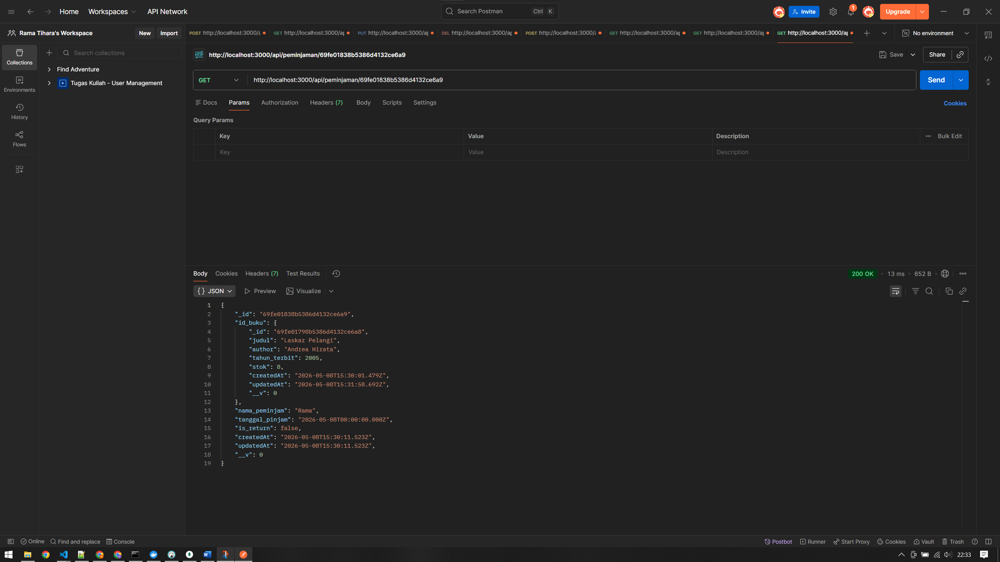 Home Workspaces API Network Search Postman Ctrl K Invite 1 Upgrade
Rama Tihara's Workspace New Import
POST http://localhost:3000/a GET http://localhost:3000/ap PUT http://localhost:3000/ap DEL http://localhost:3000/ap POST http://localhost:3000/a GET http://localhost:3000/ap GET http://localhost:3000/ap GET http://localhost:3000/ap No environment
Collections
Environments
History
Flows
Search collections
Find Adventure
Tugas Kuliah - User Management
HTTP http://localhost:3000/api/peminjaman/69fe01838b5386d4132ce6a9 Save Share
GET http://localhost:3000/api/peminjaman/69fe01838b5386d4132ce6a9 Send
Docs Params Authorization Headers (7) Body Scripts Settings Cookies
Query Params
Key Value Description Bulk Edit
Key Value Description
Body Cookies Headers (7) Test Results 200 OK 13 ms 652 B
{} JSON Preview Visualize
1 {
2 "_id": "69fe01838b5386d4132ce6a9",
3 "id_buku": {
4 "_id": "69fe01798b5386d4132ce6a8",
5 "judul": "Laskar Pelangi",
6 "author": "Andrea Hirata",
7 "tahun_terbit": 2005,
8 "stok": 8,
9 "createdAt": "2026-05-08T15:30:01.479Z",
10 "updatedAt": "2026-05-08T15:31:58.692Z",
11 "__v": 0
12 },
13 "nama_peminjam": "Rama",
14 "tanggal_pinjam": "2026-05-08T00:00:00.000Z",
15 "is_return": false,
16 "createdAt": "2026-05-08T15:30:11.523Z",
17 "updatedAt": "2026-05-08T15:30:11.523Z",
18 "__v": 0
19 }
Online Find and replace Console Postbot Runner Start Proxy Cookies Vault Trash
22:33